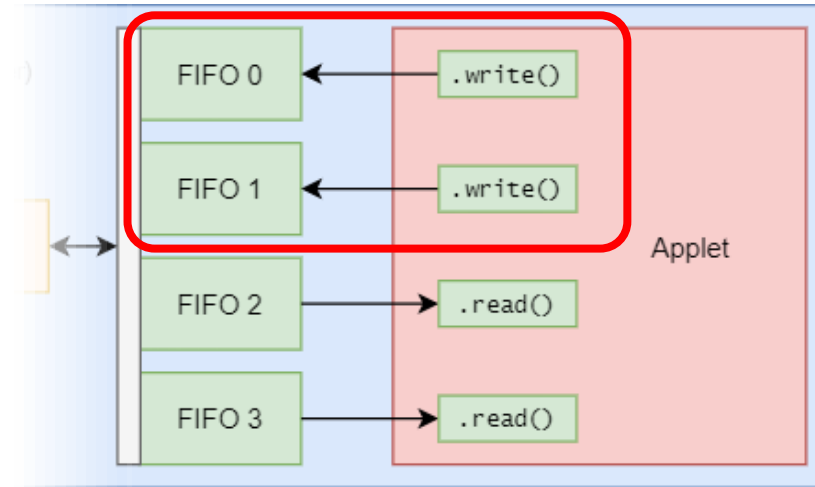 FIFO 0
.write()
FIFO 1
.write()
Applet
FIFO 2
.read()
FIFO 3
.read()